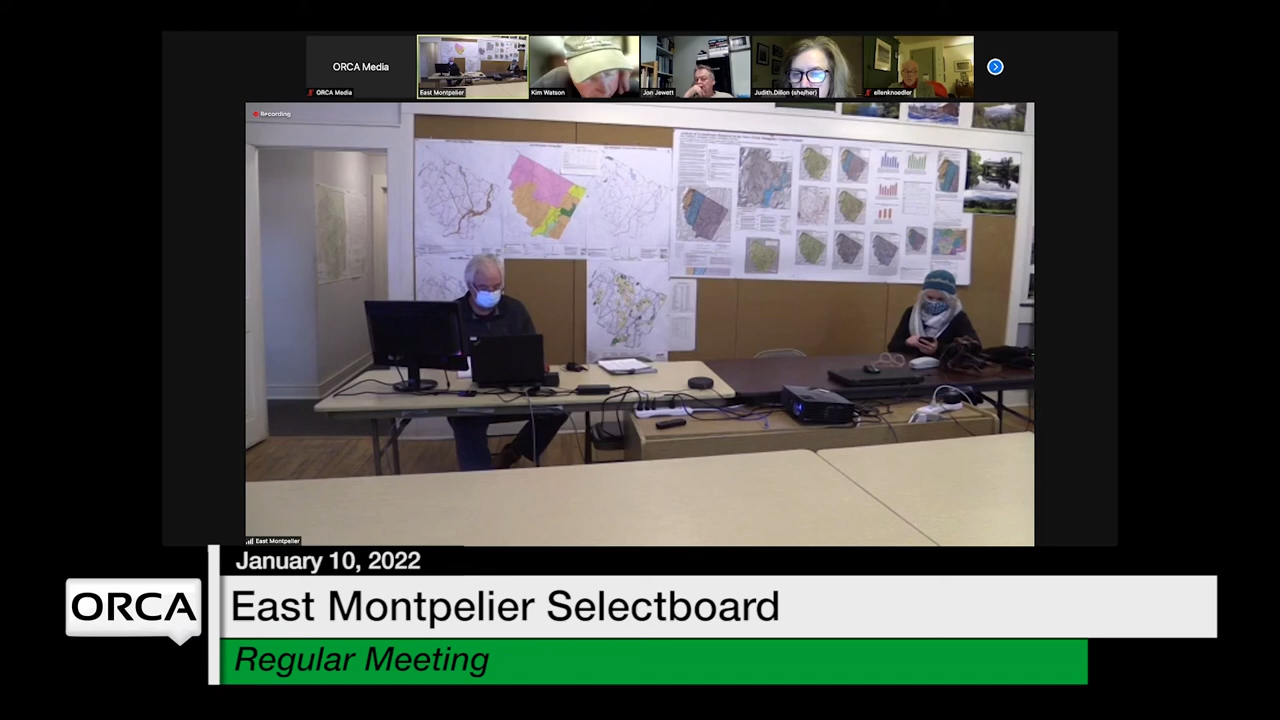 ORCA Media
ORCA Media
East Montpelier
Kim Watson
Jon Jewett
Judith Dillon (she/her)
ellenknoedler
Recording
East Montpelier
January 10, 2022
ORCA
East Montpelier Selectboard
Regular Meeting